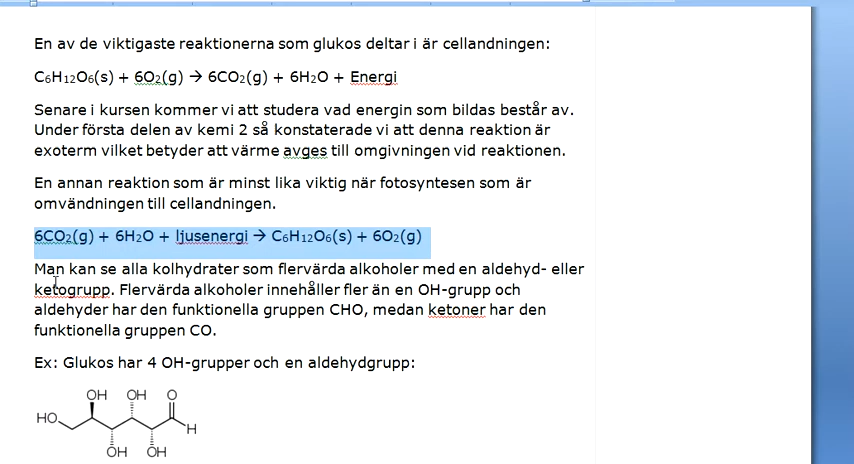 En av de viktigaste reaktionerna som glukos deltar i är cellandningen:
C6H12O6(s) + 6O2(g) → 6CO2(g) + 6H2O + Energi
Senare i kursen kommer vi att studera vad energin som bildas består av.
Under första delen av kemi 2 så konstaterade vi att denna reaktion är
exoterm vilket betyder att värme avges till omgivningen vid reaktionen.
En annan reaktion som är minst lika viktig när fotosyntesen som är
omvändningen till cellandningen.
6CO2(g) + 6H2O + ljusenergi → C6H12O6(s) + 6O2(g)
Man kan se alla kolhydrater som flervärda alkoholer med en aldehyd- eller
ketogrupp. Flervärda alkoholer innehåller fler än en OH-grupp och
aldehyder har den funktionella gruppen CHO, medan ketoner har den
funktionella gruppen CO.
Ex: Glukos har 4 OH-grupper och en aldehydgrupp:
OH OH O
HO
H
OH OH